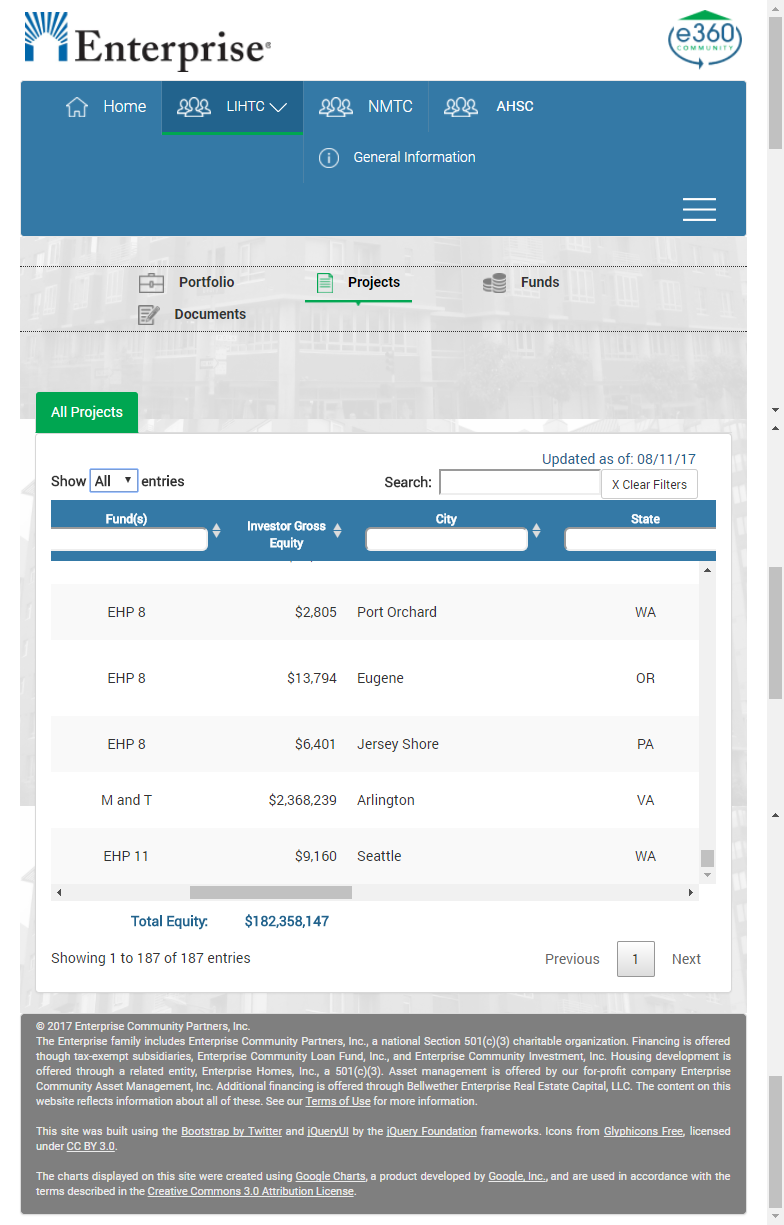 Enterprise®
e360
COMMUNITY
Home
LIHTC
NMTC
AHSC
General Information
Portfolio
Projects
Funds
Documents
All Projects
Updated as of: 08/11/17
Show All entries
Search:
X Clear Filters
Fund(s)
Investor Gross
Equity
City
State
EHP 8 $2,805 Port Orchard WA
EHP 8 $13,794 Eugene OR
EHP 8 $6,401 Jersey Shore PA
M and T $2,368,239 Arlington VA
EHP 11 $9,160 Seattle WA
Total Equity: $182,358,147
Showing 1 to 187 of 187 entries
Previous 1 Next
© 2017 Enterprise Community Partners, Inc.
The Enterprise family includes Enterprise Community Partners, Inc., a national Section 501(c)(3) charitable organization. Financing is offered
though tax-exempt subsidiaries, Enterprise Community Loan Fund, Inc., and Enterprise Community Investment, Inc. Housing development is
offered through a related entity, Enterprise Homes, Inc., a 501(c)(3). Asset management is offered by our for-profit company Enterprise
Community Asset Management, Inc. Additional financing is offered through Bellwether Enterprise Real Estate Capital, LLC. The content on this
website reflects information about all of these. See our Terms of Use for more information.
This site was built using the Bootstrap by Twitter and jQueryUI by the jQuery Foundation frameworks. Icons from Glyphicons Free, licensed
under CC BY 3.0.
The charts displayed on this site were created using Google Charts, a product developed by Google, Inc., and are used in accordance with the
terms described in the Creative Commons 3.0 Attribution License.